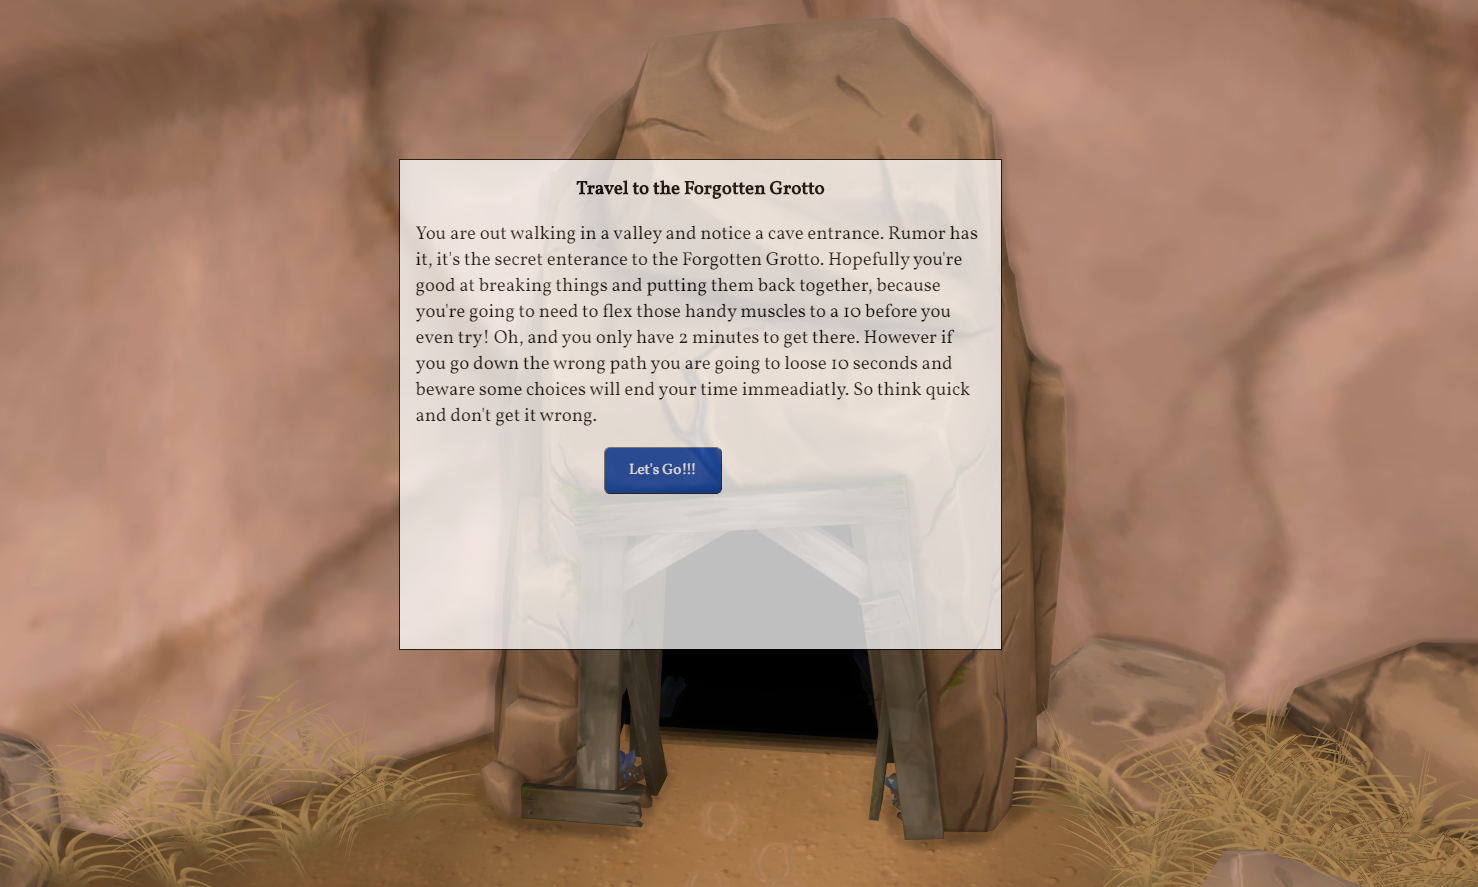 Travel to the Forgotten Grotto
You are out walking in a valley and notice a cave entrance. Rumor has
it, it's the secret enterance to the Forgotten Grotto. Hopefully you're
good at breaking things and putting them back together, because
you're going to need to flex those handy muscles to a 10 before you
even try! Oh, and you only have 2 minutes to get there. However if
you go down the wrong path you are going to loose 10 seconds and
beware some choices will end your time immeadiatly. So think quick
and don't get it wrong.
Let's Go!!!